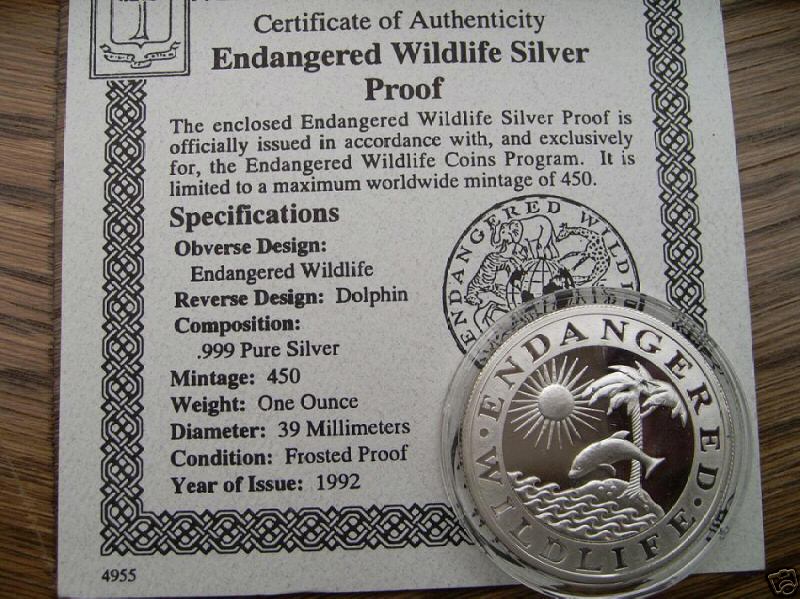 Certificate of Authenticity
Endangered Wildlife Silver
Proof
The enclosed Endangered Wildlife Silver Proof is
officially issued in accordance with, and exclusively
for, the Endangered Wildlife Coins Program. It is
limited to a maximum worldwide mintage of 450.
Specifications
Obverse Design:
Endangered Wildlife
Reverse Design: Dolphin
Composition:
.999 Pure Silver
Mintage: 450
Weight: One Ounce
Diameter: 39 Millimeters
Condition: Frosted Proof
Year of Issue: 1992
4955
ENDANGERED WILDLI
ENDANGERED · WILDLIFE ·